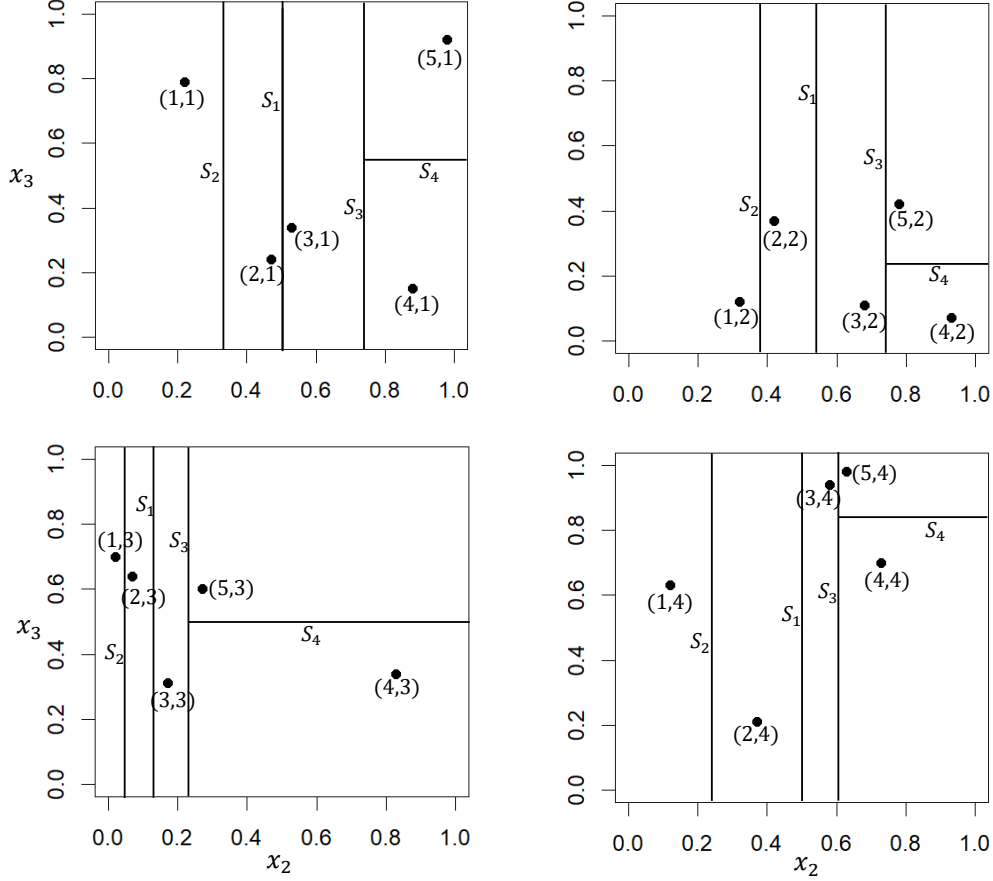 1.0
0.8
0.6
0.4
0.2
0.0
x₃
(5,1)
(1,1)
S₁
S₂
S₄
S₃
(3,1)
(2,1)
(4,1)
0.0 0.2 0.4 0.6 0.8 1.0
1.0
0.8
0.6
0.4
0.2
0.0
S₁
S₃
S₂
(5,2)
(2,2)
S₄
(1,2)
(3,2)
(4,2)
0.0 0.2 0.4 0.6 0.8 1.0
1.0
0.8
0.6
0.4
0.2
0.0
x₃
S₁
(1,3)
S₃
(2,3)
(5,3)
S₂
S₄
(3,3)
(4,3)
0.0 0.2 0.4 0.6 0.8 1.0
x₂
1.0
0.8
0.6
0.4
0.2
0.0
(5,4)
(3,4)
S₄
(4,4)
(1,4)
S₃
S₁
S₂
(2,4)
0.0 0.2 0.4 0.6 0.8 1.0
x₂